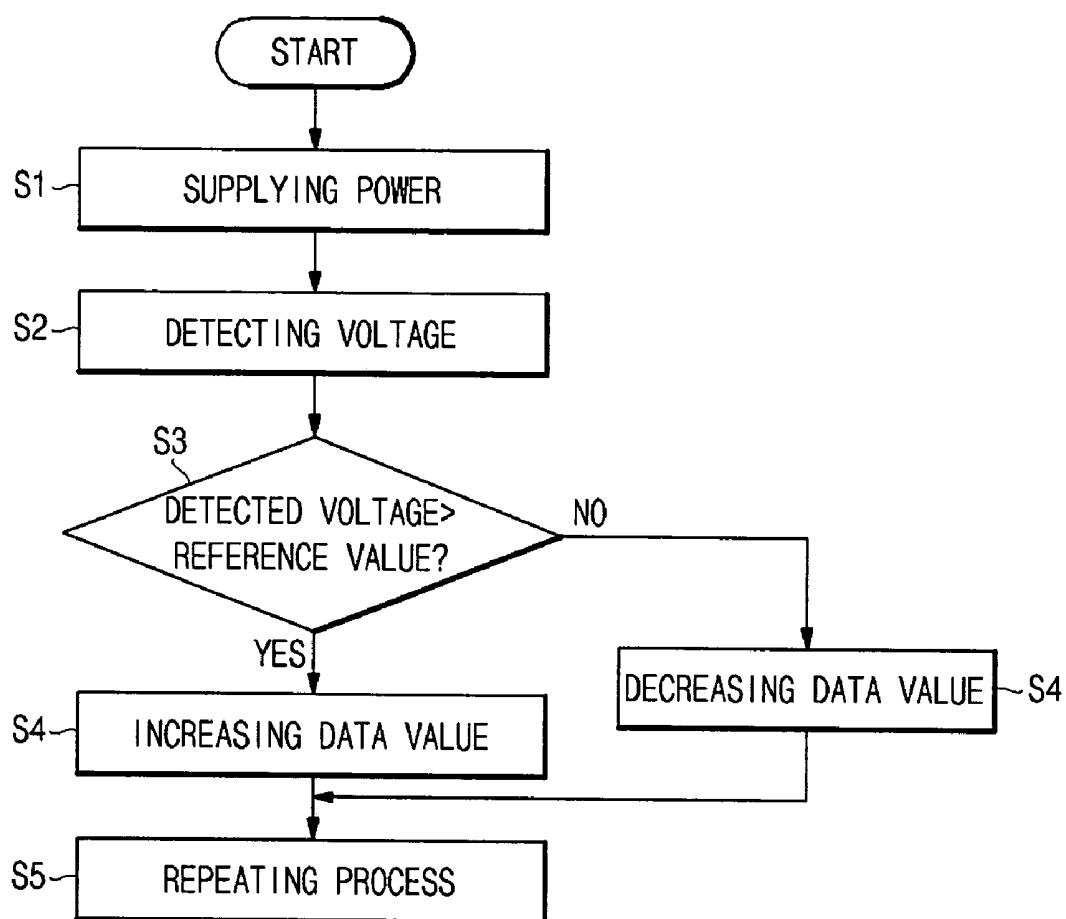 START
S1
SUPPLYING POWER
S2
DETECTING VOLTAGE
S3
DETECTED VOLTAGE>
REFERENCE VALUE?
NO
YES
DECREASING DATA VALUE
S4
S4
INCREASING DATA VALUE
S5
REPEATING PROCESS